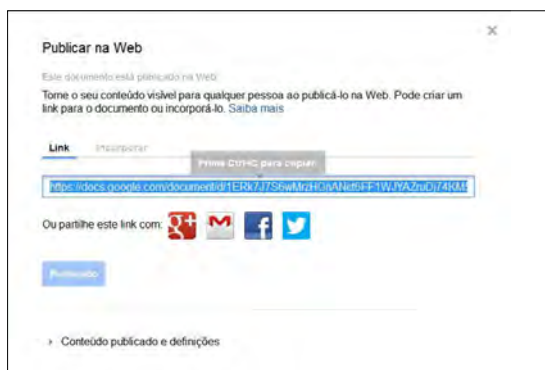 Publicar na Web
Este documento está publicado na Web.
Torne o seu conteúdo visível para qualquer pessoa ao publicá-lo na Web. Pode criar um
link para o documento ou incorporá-lo. Saiba mais
Link Incorporar
Prima Ctrl+C para copiar.
https://docs.google.com/document/d/
Ou partilhe este link com:
Publicado
Conteúdo publicado e definições